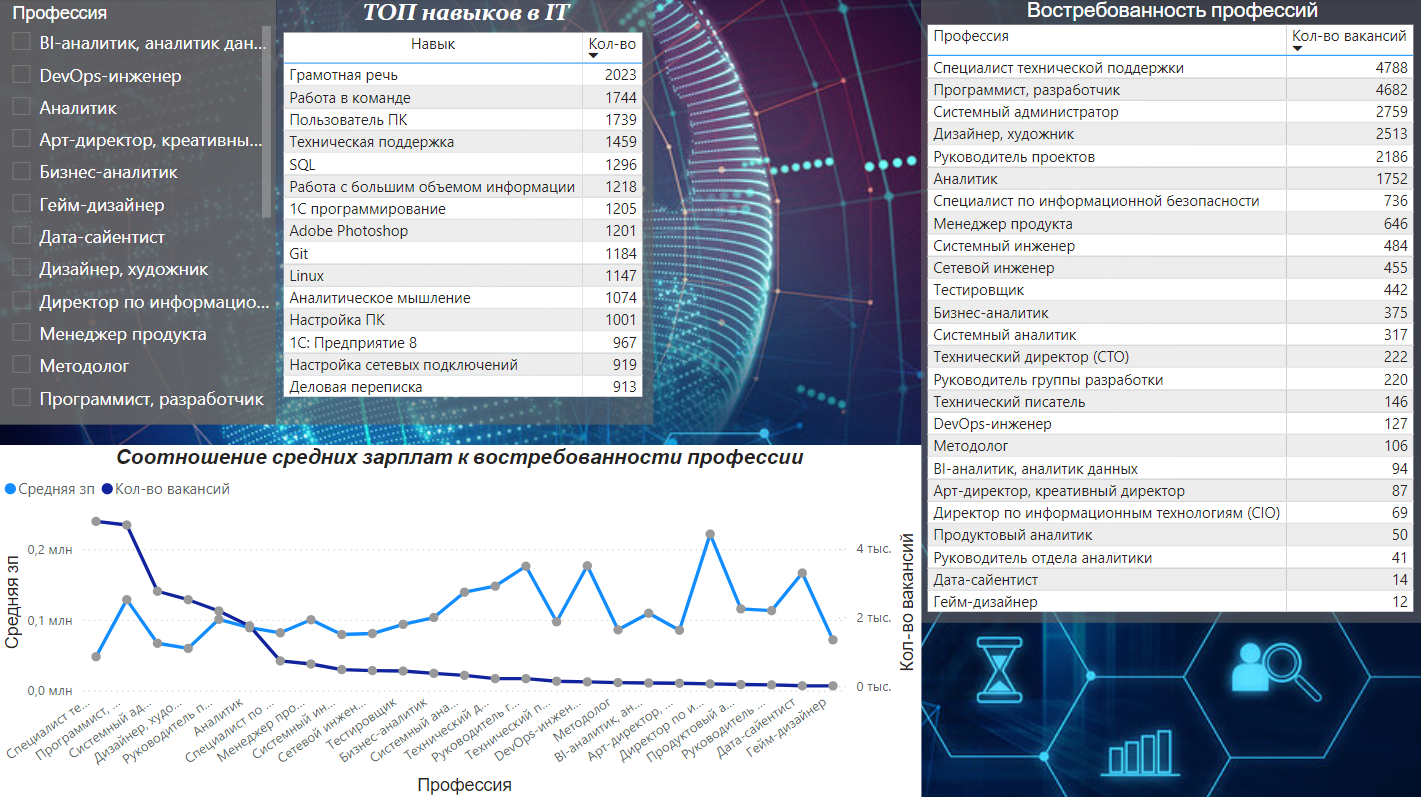 Профессия
BI-аналитик, аналитик дан...
DevOps-инженер
Аналитик
Арт-директор, креативны...
Бизнес-аналитик
Гейм-дизайнер
Дата-сайентист
Дизайнер, художник
Директор по информацио...
Менеджер продукта
Методолог
Программист, разработчик
ТОП навыков в IT
Навык Кол-во
Грамотная речь 2023
Работа в команде 1744
Пользователь ПК 1739
Техническая поддержка 1459
SQL 1296
Работа с большим объемом информации 1218
1С программирование 1205
Adobe Photoshop 1201
Git 1184
Linux 1147
Аналитическое мышление 1074
Настройка ПК 1001
1С: Предприятие 8 967
Настройка сетевых подключений 919
Деловая переписка 913
Востребованность профессий
Профессия Кол-во вакансий
Специалист технической поддержки 4788
Программист, разработчик 4682
Системный администратор 2759
Дизайнер, художник 2513
Руководитель проектов 2186
Аналитик 1752
Специалист по информационной безопасности 736
Менеджер продукта 646
Системный инженер 484
Сетевой инженер 455
Тестировщик 442
Бизнес-аналитик 375
Системный аналитик 317
Технический директор (CTO) 222
Руководитель группы разработки 220
Технический писатель 146
DevOps-инженер 127
Методолог 106
BI-аналитик, аналитик данных 94
Арт-директор, креативный директор 87
Директор по информационным технологиям (CIO) 69
Продуктовый аналитик 50
Руководитель отдела аналитики 41
Дата-сайентист 14
Гейм-дизайнер 12
Соотношение средних зарплат к востребованности профессии
Средняя зп Кол-во вакансий
Средняя зп
0,2 млн
0,1 млн
0,0 млн
4 тыс.
2 тыс.
0 тыс.
Кол-во вакансий
Специалист те...
Программист, ...
Системный ад...
Дизайнер, худо...
Руководитель п...
Аналитик
Специалист по ...
Менеджер про...
Системный ин...
Сетевой инжен...
Тестировщик
Бизнес-аналитик
Системный ана...
Технический д...
Руководитель г...
Технический п...
DevOps-инжен...
Методолог
BI-аналитик, ан...
Арт-директор, ...
Директор по и...
Продуктовый а...
Руководитель ...
Дата-сайентист
Гейм-дизайнер
Профессия